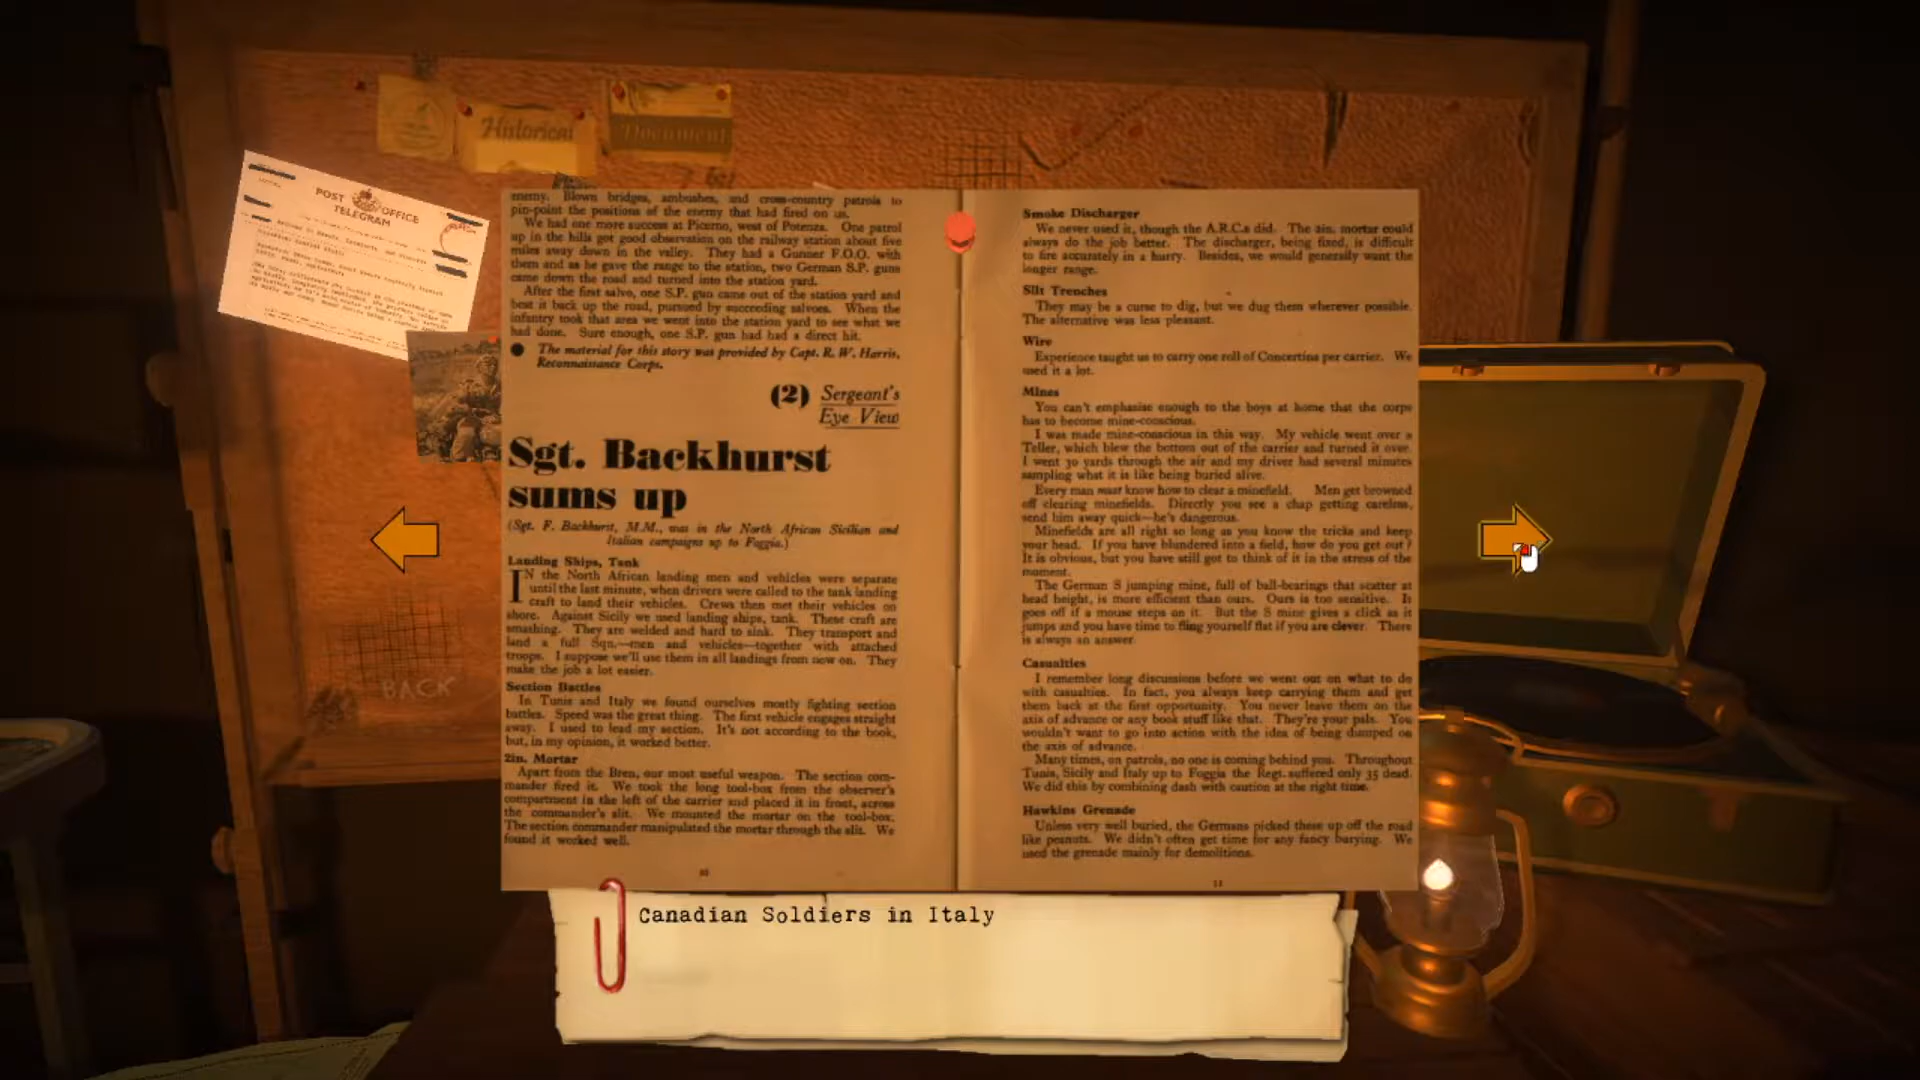 Historical
Document
POST OFFICE
TELEGRAM
enemy. Blown bridges, ambushes, and cross-country patrols to
pin-point the positions of the enemy that had fired on us.
We had one more success at Picerno, west of Potenza. One patrol
up in the hills got good observation on the railway station about five
miles away down in the valley. They had a Gunner F.O.O. with
them and as he gave the range to the station, two German S.P. guns
came down the road and turned into the station yard.
After the first salvo, one S.P. gun came out of the station yard and
beat it back up the road, pursued by succeeding salvoes. When the
infantry took that area we went into the station yard to see what we
had done. Sure enough, one S.P. gun had had a direct hit.
● The material for this story was provided by Capt. R. W. Harris,
Reconnaissance Corps.
(2) Sergeant's
Eye View
Sgt. Backhurst
sums up
(Sgt. F. Backhurst, M.M., was in the North African Sicilian and
Italian campaigns up to Foggia.)
Landing Ships, Tank
IN the North African landing men and vehicles were separate
until the last minute, when drivers were called to the tank landing
craft to land their vehicles. Crews then met their vehicles on
shore. Against Sicily we used landing ships, tank. These craft are
smashing. They are welded and hard to sink. They transport and
land a full Sqn.—men and vehicles—together with attached
troops. I suppose we'll use them in all landings from now on. They
make the job a lot easier.
Section Battles
In Tunis and Italy we found ourselves mostly fighting section
battles. Speed was the great thing. The first vehicle engages straight
away. I used to lead my section. It's not according to the book,
but, in my opinion, it worked better.
2in. Mortar
Apart from the Bren, our most useful weapon. The section com-
mander fired it. We took the long tool-box from the observer's
compartment in the left of the carrier and placed it in front, across
the commander's slit. We mounted the mortar on the tool-box.
The section commander manipulated the mortar through the slit. We
found it worked well.
Smoke Discharger
We never used it, though the A.R.C.s did. The 2in. mortar could
always do the job better. The discharger, being fixed, is difficult
to fire accurately in a hurry. Besides, we would generally want the
longer range.
Slit Trenches
They may be a curse to dig, but we dug them wherever possible.
The alternative was less pleasant.
Wire
Experience taught us to carry one roll of Concertina per carrier. We
used it a lot.
Mines
You can't emphasise enough to the boys at home that the corps
has to become mine-conscious.
I was made mine-conscious in this way. My vehicle went over a
Teller, which blew the bottom out of the carrier and turned it over.
I went 30 yards through the air and my driver had several minutes
sampling what it is like being buried alive.
Every man must know how to clear a minefield. Men get browned
off clearing minefields. Directly you see a chap getting careless,
send him away quick—he's dangerous.
Minefields are all right so long as you know the tricks and keep
your head. If you have blundered into a field, how do you get out?
It is obvious, but you have still got to think of it in the stress of the
moment.
The German S jumping mine, full of ball-bearings that scatter at
head height, is more efficient than ours. Ours is too sensitive. It
goes off if a mouse steps on it. But the S mine gives a click as it
jumps and you have time to fling yourself flat if you are clever. There
is always an answer.
Casualties
I remember long discussions before we went out on what to do
with casualties. In fact, you always keep carrying them and get
them back at the first opportunity. You never leave them on the
axis of advance or any book stuff like that. They're your pals. You
wouldn't want to go into action with the idea of being dumped on
the axis of advance.
Many times, on patrols, no one is coming behind you. Throughout
Tunis, Sicily and Italy up to Foggia the Regt. suffered only 35 dead.
We did this by combining dash with caution at the right time.
Hawkins Grenade
Unless very well buried, the Germans picked these up off the road
like peanuts. We didn't often get time for any fancy burying. We
used the grenade mainly for demolitions.
11
BACK
Canadian Soldiers in Italy